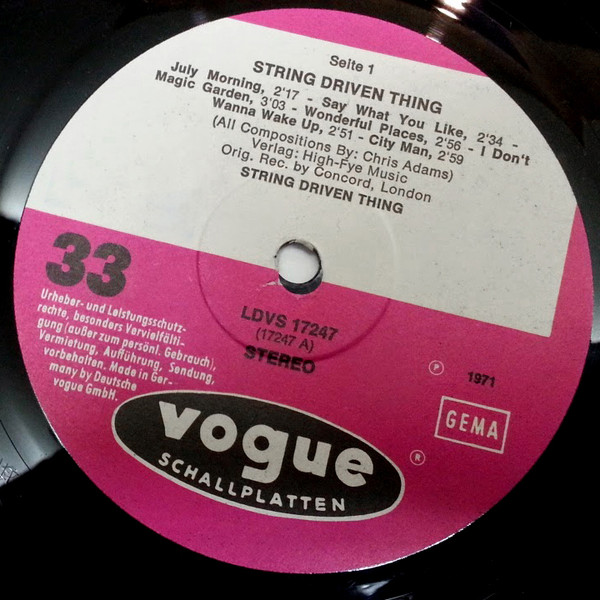 Seite 1
STRING DRIVEN THING
July Morning, 2'17 - Say What You Like, 2'34 -
Magic Garden, 3'03 - Wonderful Places, 2'56 - I Don't
Wanna Wake Up, 2'51 - City Man, 2'59
(All Compositions By: Chris Adams)
Verlag: High-Fye Music
Orig. Rec. by Concord, London
STRING DRIVEN THING
33
LDVS 17247
(17247 A)
STEREO
Urheber- und Leistungsschutz-
rechte, besonders Vervielfälti-
gung (außer zum persönl. Gebrauch),
Vermietung, Aufführung, Sendung,
vorbehalten. Made in Ger-
many by Deutsche
vogue GmbH.
℗ 1971
GEMA
vogue ®
SCHALLPLATTEN